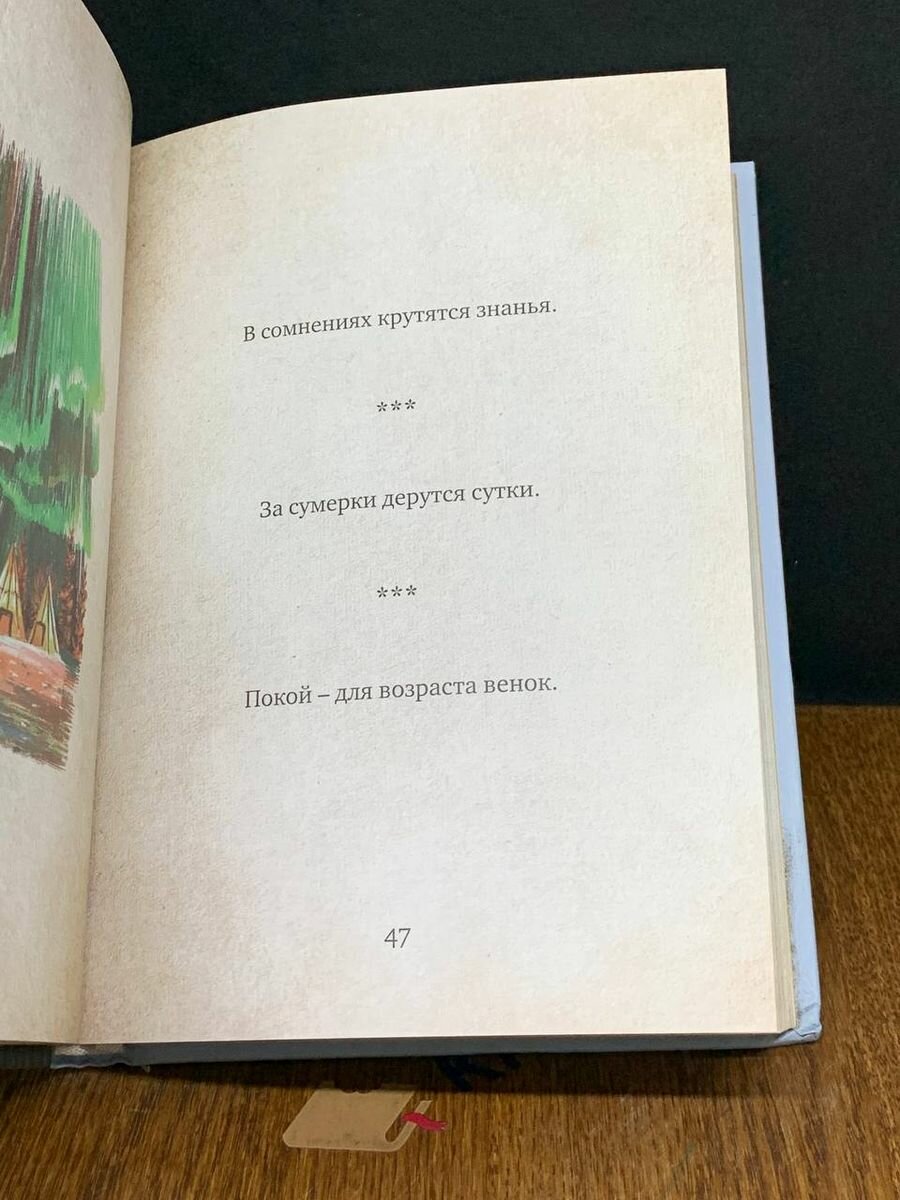 В сомнениях крутятся знанья.
***
За сумерки дерутся сутки.
***
Покой – для возраста венок.
47